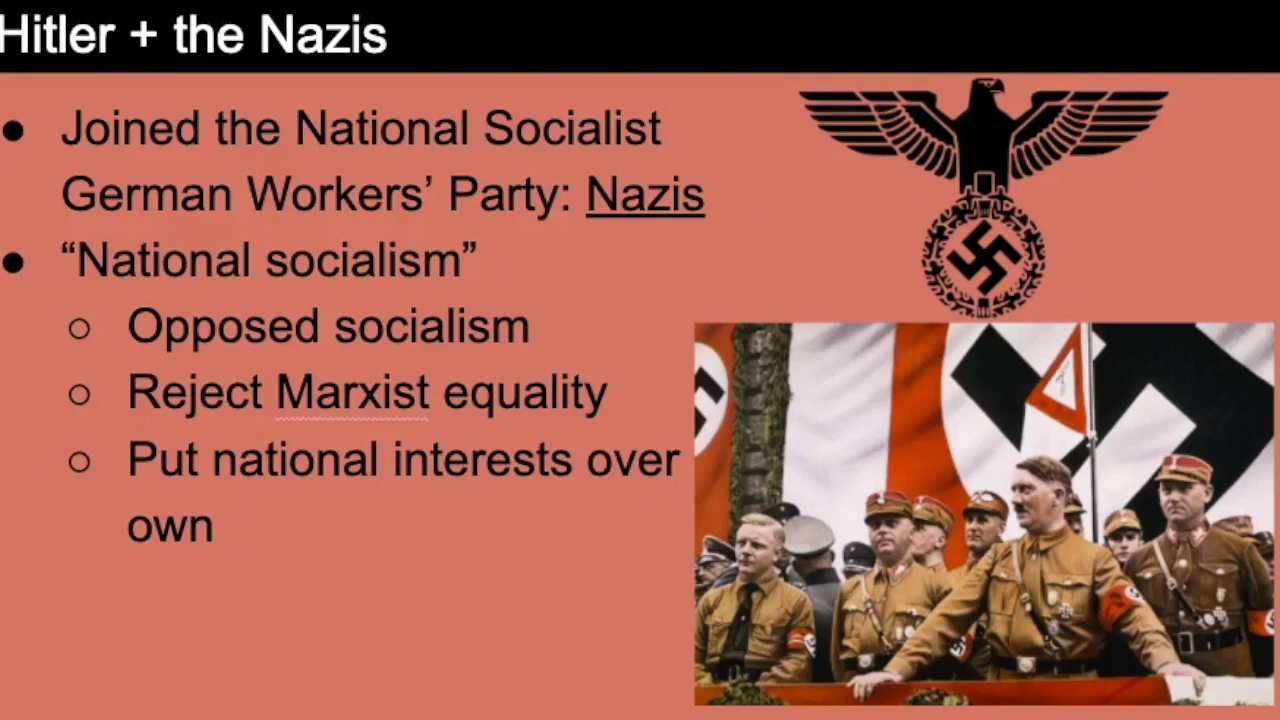 Hitler + the Nazis
● Joined the National Socialist
German Workers’ Party: Nazis
● “National socialism”
○ Opposed socialism
○ Reject Marxist equality
○ Put national interests over
own